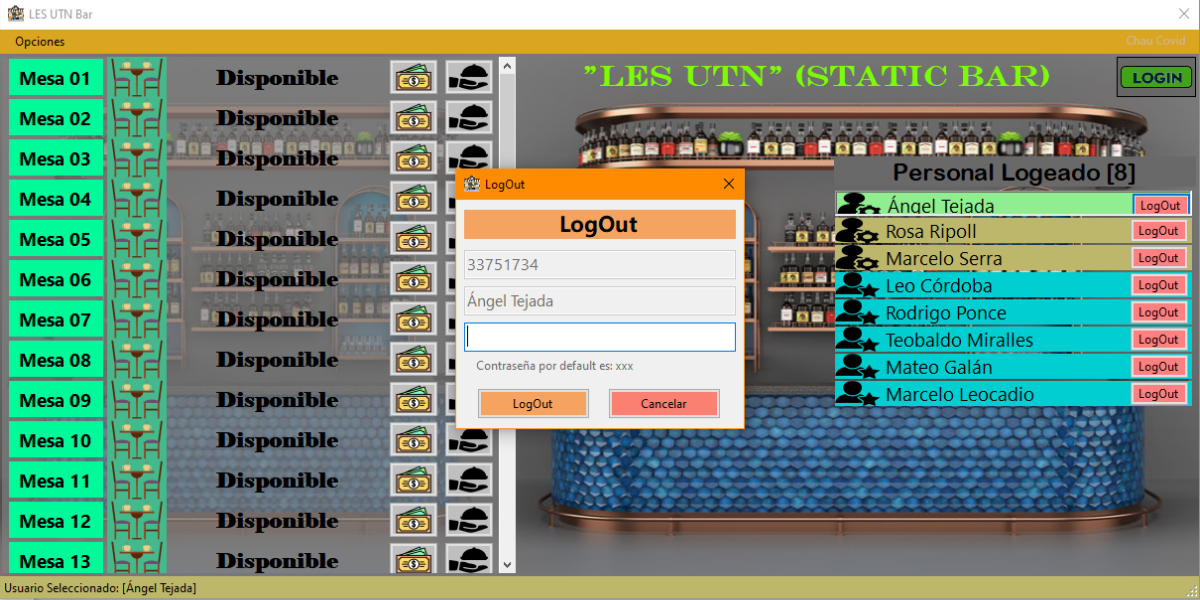 LES UTN Bar
Opciones
Chau Covid
"LES UTN" (STATIC BAR)
LOGIN
Mesa 01 Disponible
Mesa 02 Disponible
Mesa 03 Disponible
Mesa 04 Disponible
Mesa 05 Disponible
Mesa 06 Disponible
Mesa 07 Disponible
Mesa 08 Disponible
Mesa 09 Disponible
Mesa 10 Disponible
Mesa 11 Disponible
Mesa 12 Disponible
Mesa 13 Disponible
LogOut
LogOut
33751734
Ángel Tejada
Contraseña por default es: xxx
LogOut Cancelar
Personal Logeado [8]
Ángel Tejada LogOut
Rosa Ripoll LogOut
Marcelo Serra LogOut
Leo Córdoba LogOut
Rodrigo Ponce LogOut
Teobaldo Miralles LogOut
Mateo Galán LogOut
Marcelo Leocadio LogOut
Usuario Seleccionado: [Ángel Tejada]